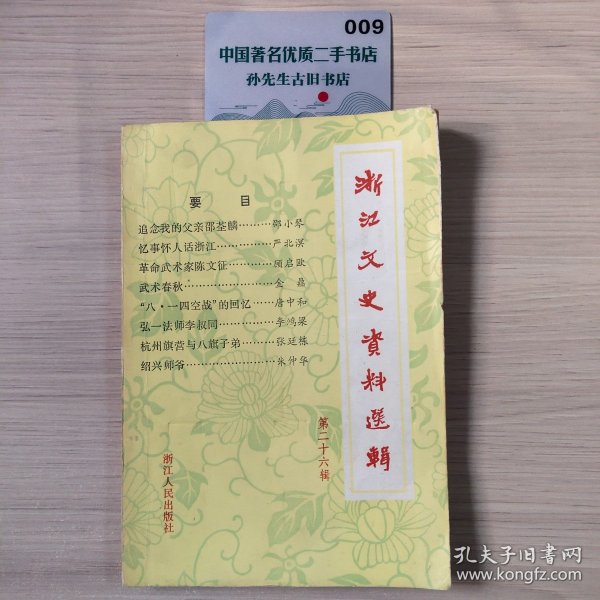 009
中国著名优质二手书店
孙先生古旧书店
浙江文史資料選輯
第二十六辑
要 目
追念我的父亲邵荃麟………邵小琴
忆事怀人话浙江……………严北溟
革命武术家陈文征…………顾启欧
武术春秋……………………金磊
“八·一四空战”的回忆……唐中和
弘一法师李叔同……………李鸿梁
杭州旗营与八旗子弟………张廷栋
绍兴师爷……………………朱仲华
浙江人民出版社
孔夫子旧书网
www.kongfz.com